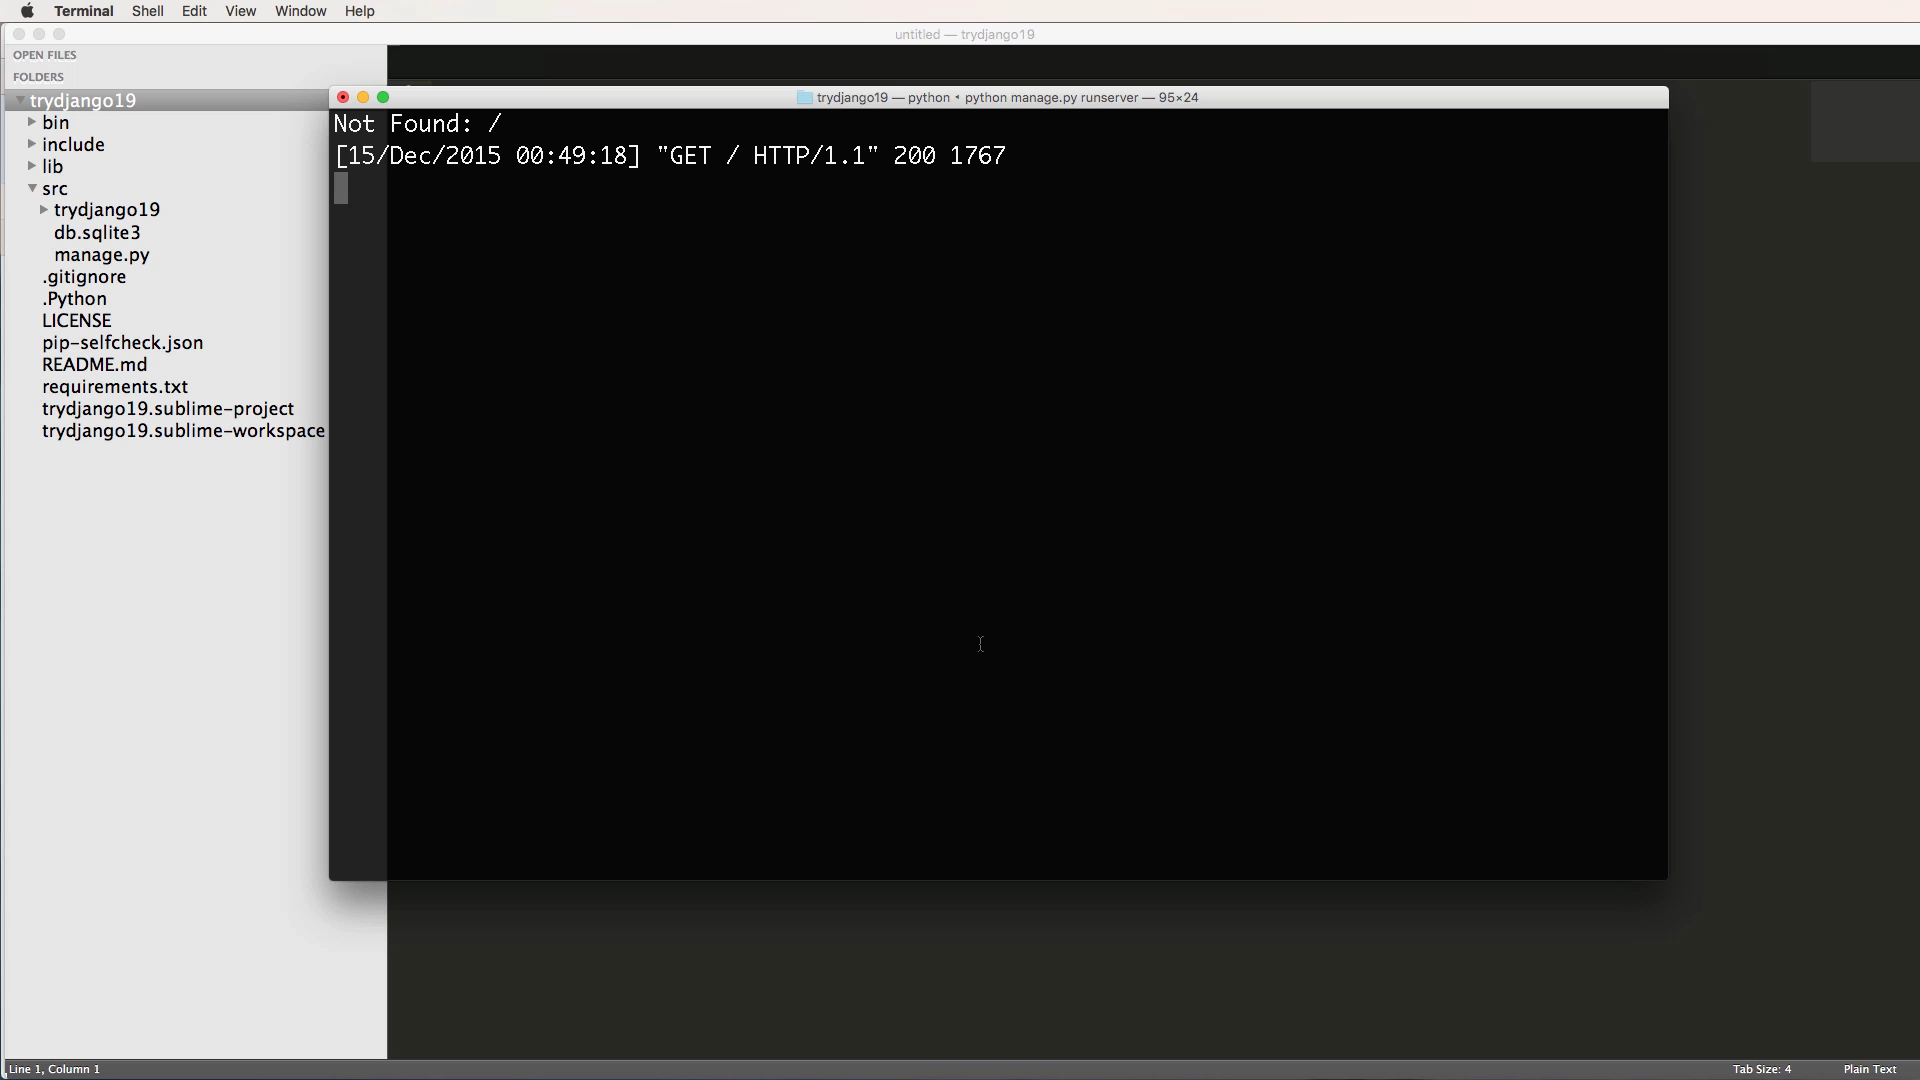 Terminal Shell Edit View Window Help
untitled — trydjango19
OPEN FILES
FOLDERS
trydjango19
bin
include
lib
src
trydjango19
db.sqlite3
manage.py
.gitignore
.Python
LICENSE
pip-selfcheck.json
README.md
requirements.txt
trydjango19.sublime-project
trydjango19.sublime-workspace
trydjango19 — python • python manage.py runserver — 95×24
Not Found: /
[15/Dec/2015 00:49:18] "GET / HTTP/1.1" 200 1767
Line 1, Column 1
Tab Size: 4
Plain Text